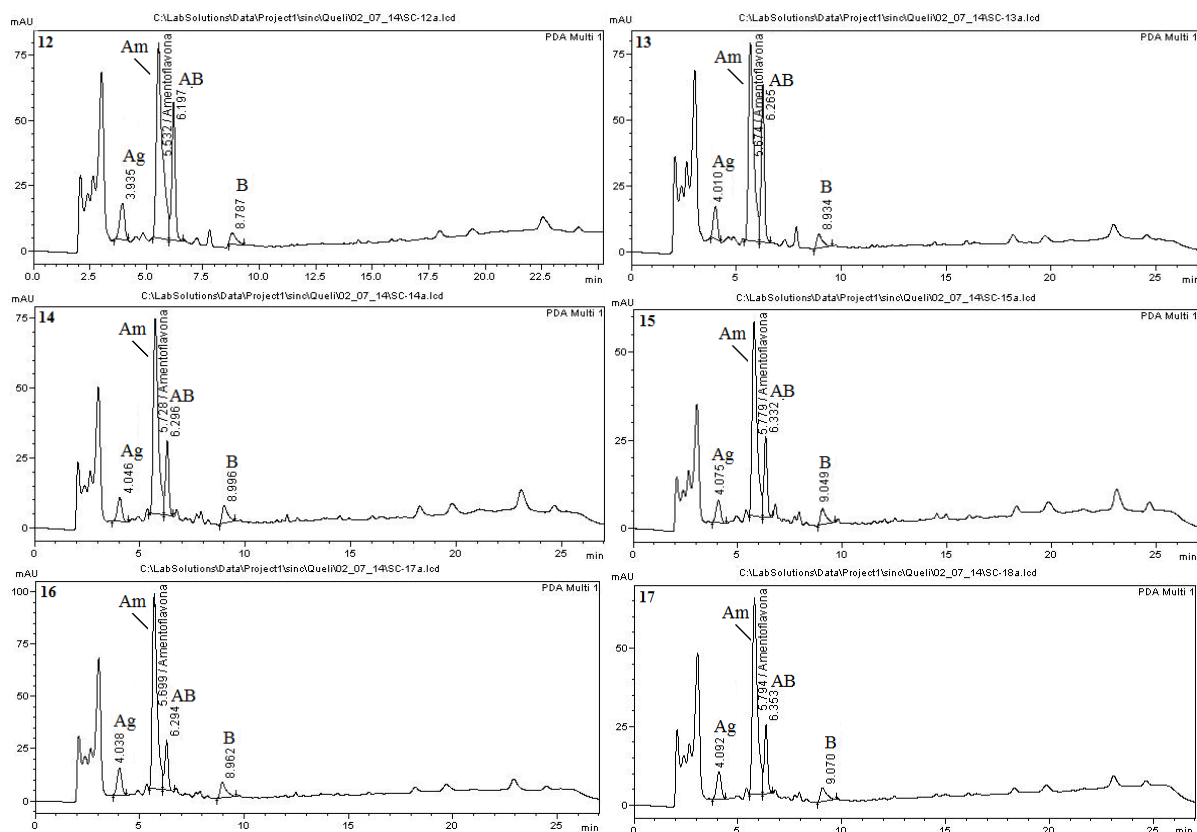 C:\LabSolutions\Data\Project1\sinc\Queli\02_07_14\SC-12a.lcd
mAU
12
PDA Multi 1
Am
AB
Ag
B
5.532 / Amentoflavona
6.197
3.935
8.787
75
50
25
0
0.0 2.5 5.0 7.5 10.0 12.5 15.0 17.5 20.0 22.5
min
C:\LabSolutions\Data\Project1\sinc\Queli\02_07_14\SC-13a.lcd
mAU
13
PDA Multi 1
Am
AB
Ag
B
5.674 / Amentoflavona
6.265
4.010
8.934
75
50
25
0
5 10 15 20 25
min
C:\LabSolutions\Data\Project1\sinc\Queli\02_07_14\SC-14a.lcd
mAU
14
PDA Multi 1
Am
AB
Ag
B
5.728 / Amentoflavona
6.296
4.046
8.996
75
50
25
0
0 5 10 15 20 25
min
C:\LabSolutions\Data\Project1\sinc\Queli\02_07_14\SC-15a.lcd
mAU
15
PDA Multi 1
Am
AB
Ag
B
5.779 / Amentoflavona
6.332
4.075
9.049
50
25
0
0 5 10 15 20 25
min
C:\LabSolutions\Data\Project1\sinc\Queli\02_07_14\SC-17a.lcd
mAU
16
PDA Multi 1
Am
AB
Ag
B
5.699 / Amentoflavona
6.294
4.038
8.962
100
75
50
25
0
0 5 10 15 20 25
min
C:\LabSolutions\Data\Project1\sinc\Queli\02_07_14\SC-18a.lcd
mAU
17
PDA Multi 1
Am
AB
Ag
B
5.794 / Amentoflavona
6.353
4.092
9.070
50
25
0
0 5 10 15 20 25
min